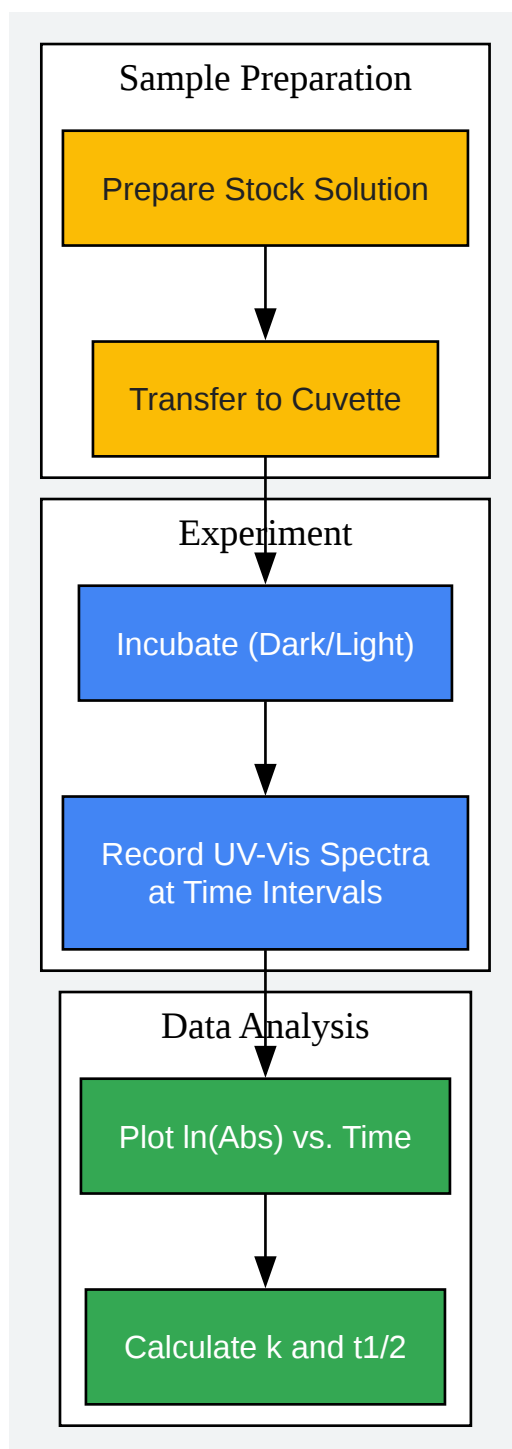 Sample Preparation
Prepare Stock Solution
Transfer to Cuvette
Experiment
Incubate (Dark/Light)
Record UV-Vis Spectra
at Time Intervals
Data Analysis
Plot ln(Abs) vs. Time
Calculate k and t1/2